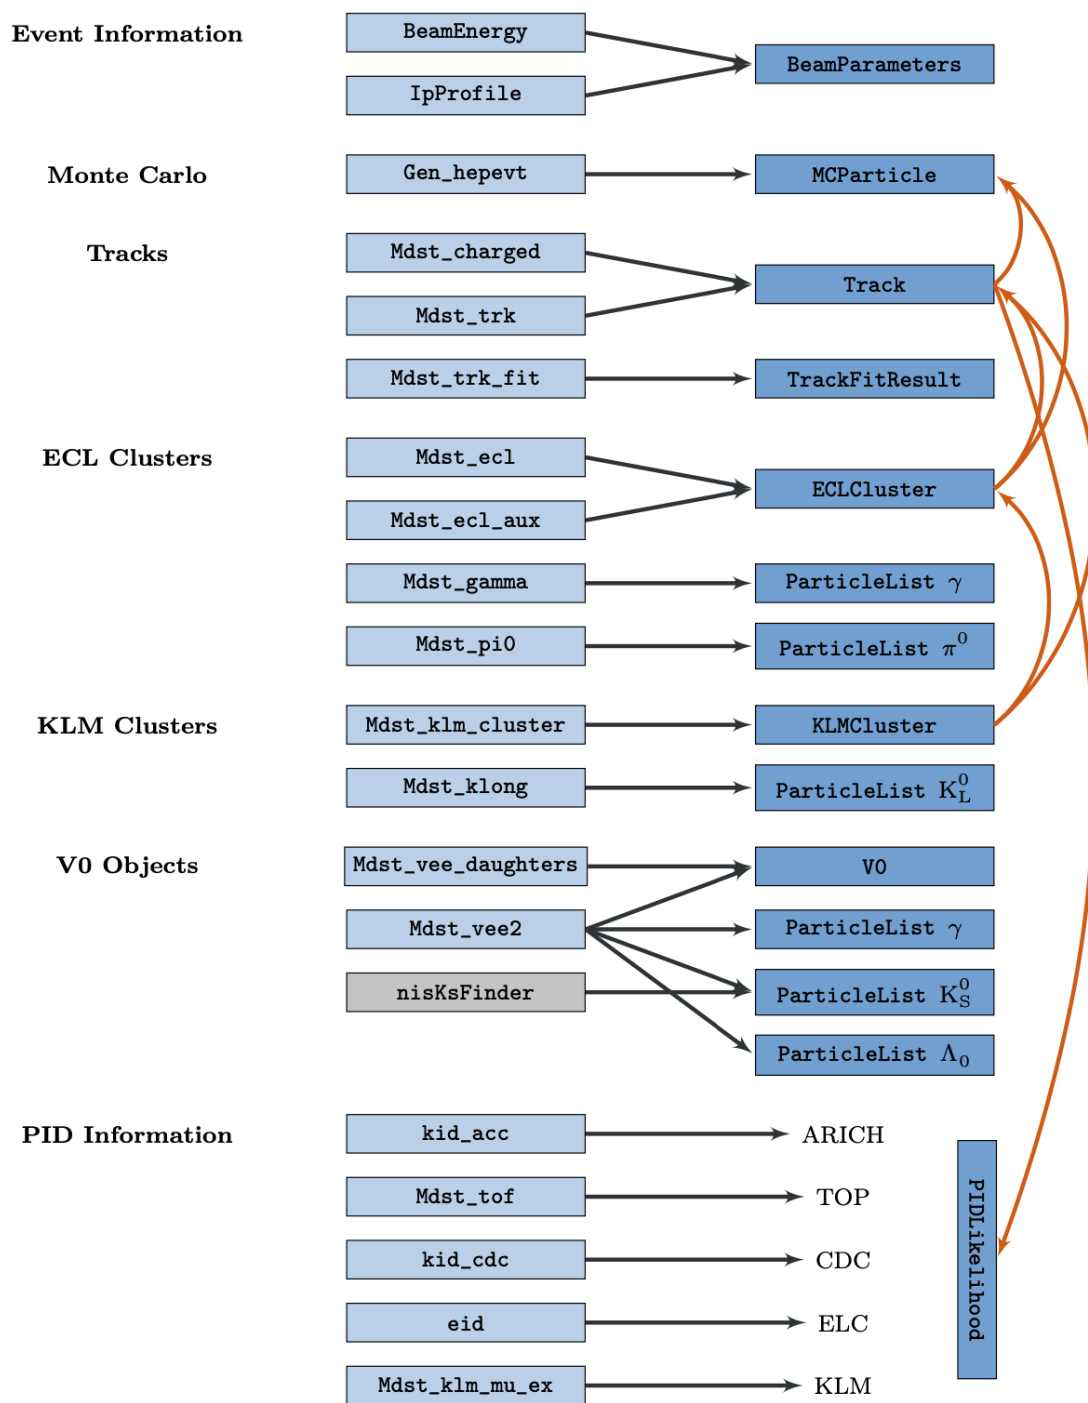 Event Information
BeamEnergy
IpProfile
BeamParameters
Monte Carlo
Gen_hepevt
MCParticle
Tracks
Mdst_charged
Mdst_trk
Track
Mdst_trk_fit
TrackFitResult
ECL Clusters
Mdst_ecl
Mdst_ecl_aux
ECLCluster
Mdst_gamma
ParticleList γ
Mdst_pi0
ParticleList π⁰
KLM Clusters
Mdst_klm_cluster
KLMCluster
Mdst_klong
ParticleList K⁰_L
V0 Objects
Mdst_vee_daughters
V0
Mdst_vee2
ParticleList γ
nisKsFinder
ParticleList K⁰_S
ParticleList Λ₀
PID Information
kid_acc
ARICH
Mdst_tof
TOP
kid_cdc
CDC
eid
ELC
Mdst_klm_mu_ex
KLM
PIDLikelihood